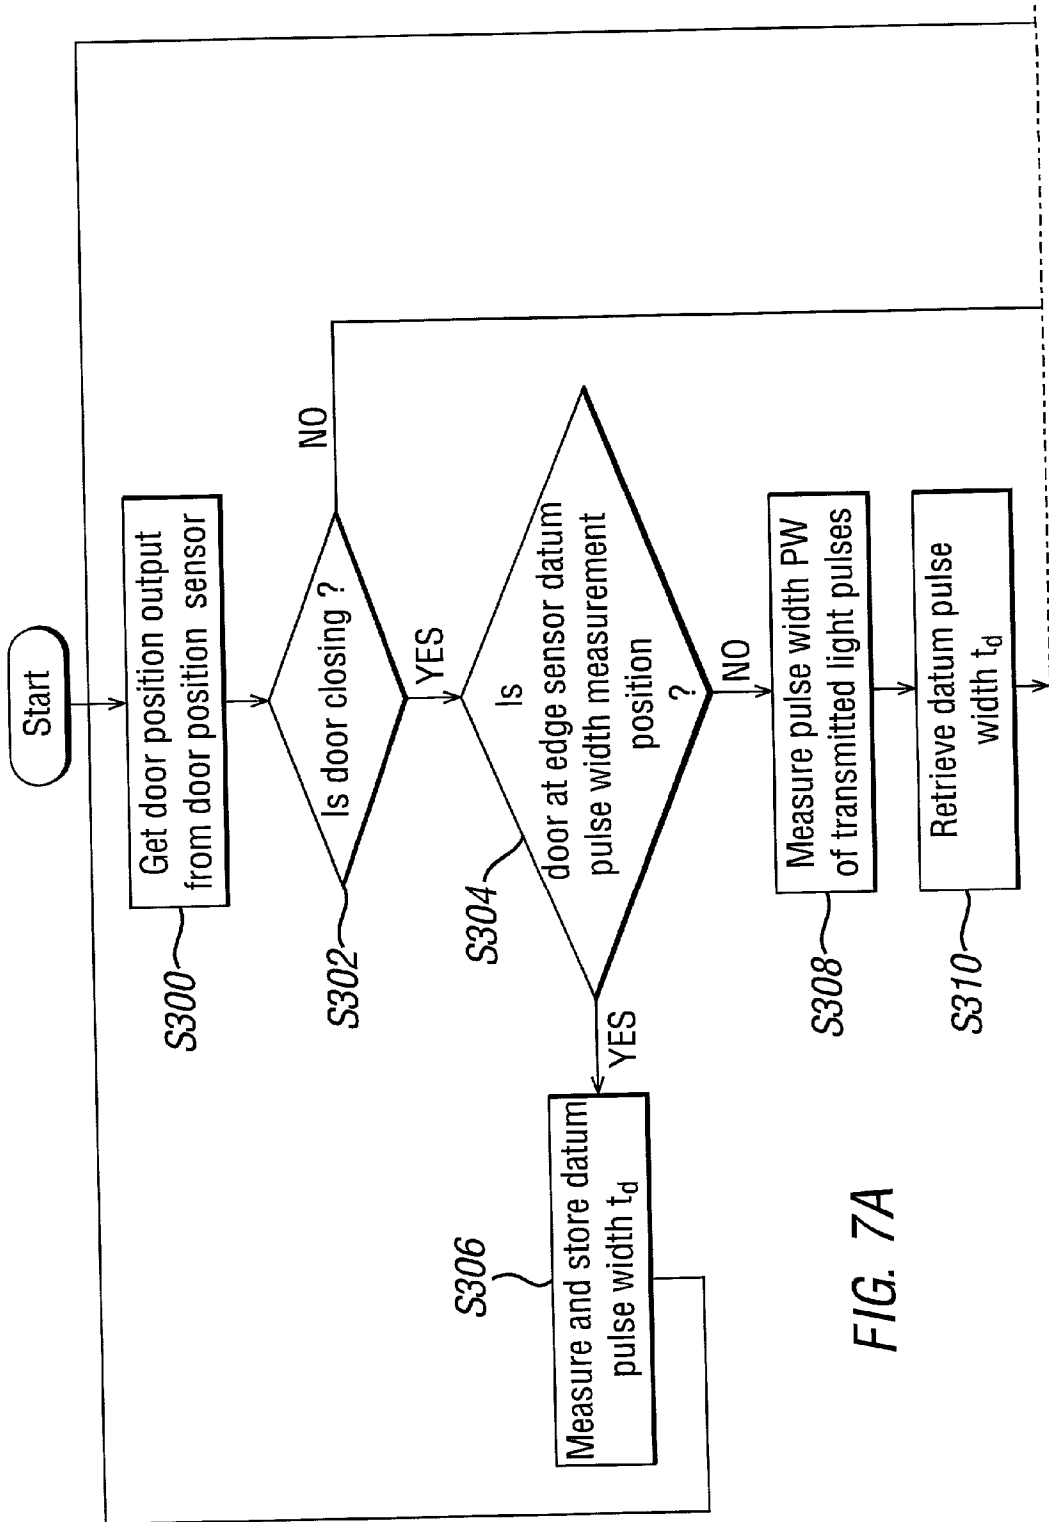 Start
Get door position output
from door position sensor
S300
Is door closing ?
S302
NO
YES
Is
door at edge sensor datum
pulse width measurement
position
?
S304
YES
NO
Measure and store datum
pulse width td
S306
Measure pulse width PW
of transmitted light pulses
S308
Retrieve datum pulse
width td
S310
FIG. 7A